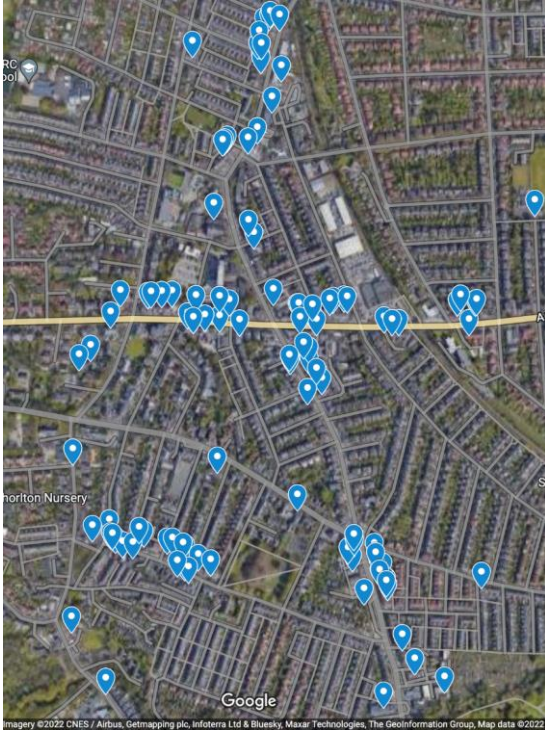 RC
ool
A
horlton Nursery
S
Google
Imagery ©2022 CNES / Airbus, Getmapping plc, Infoterra Ltd & Bluesky, Maxar Technologies, The GeoInformation Group, Map data ©2022